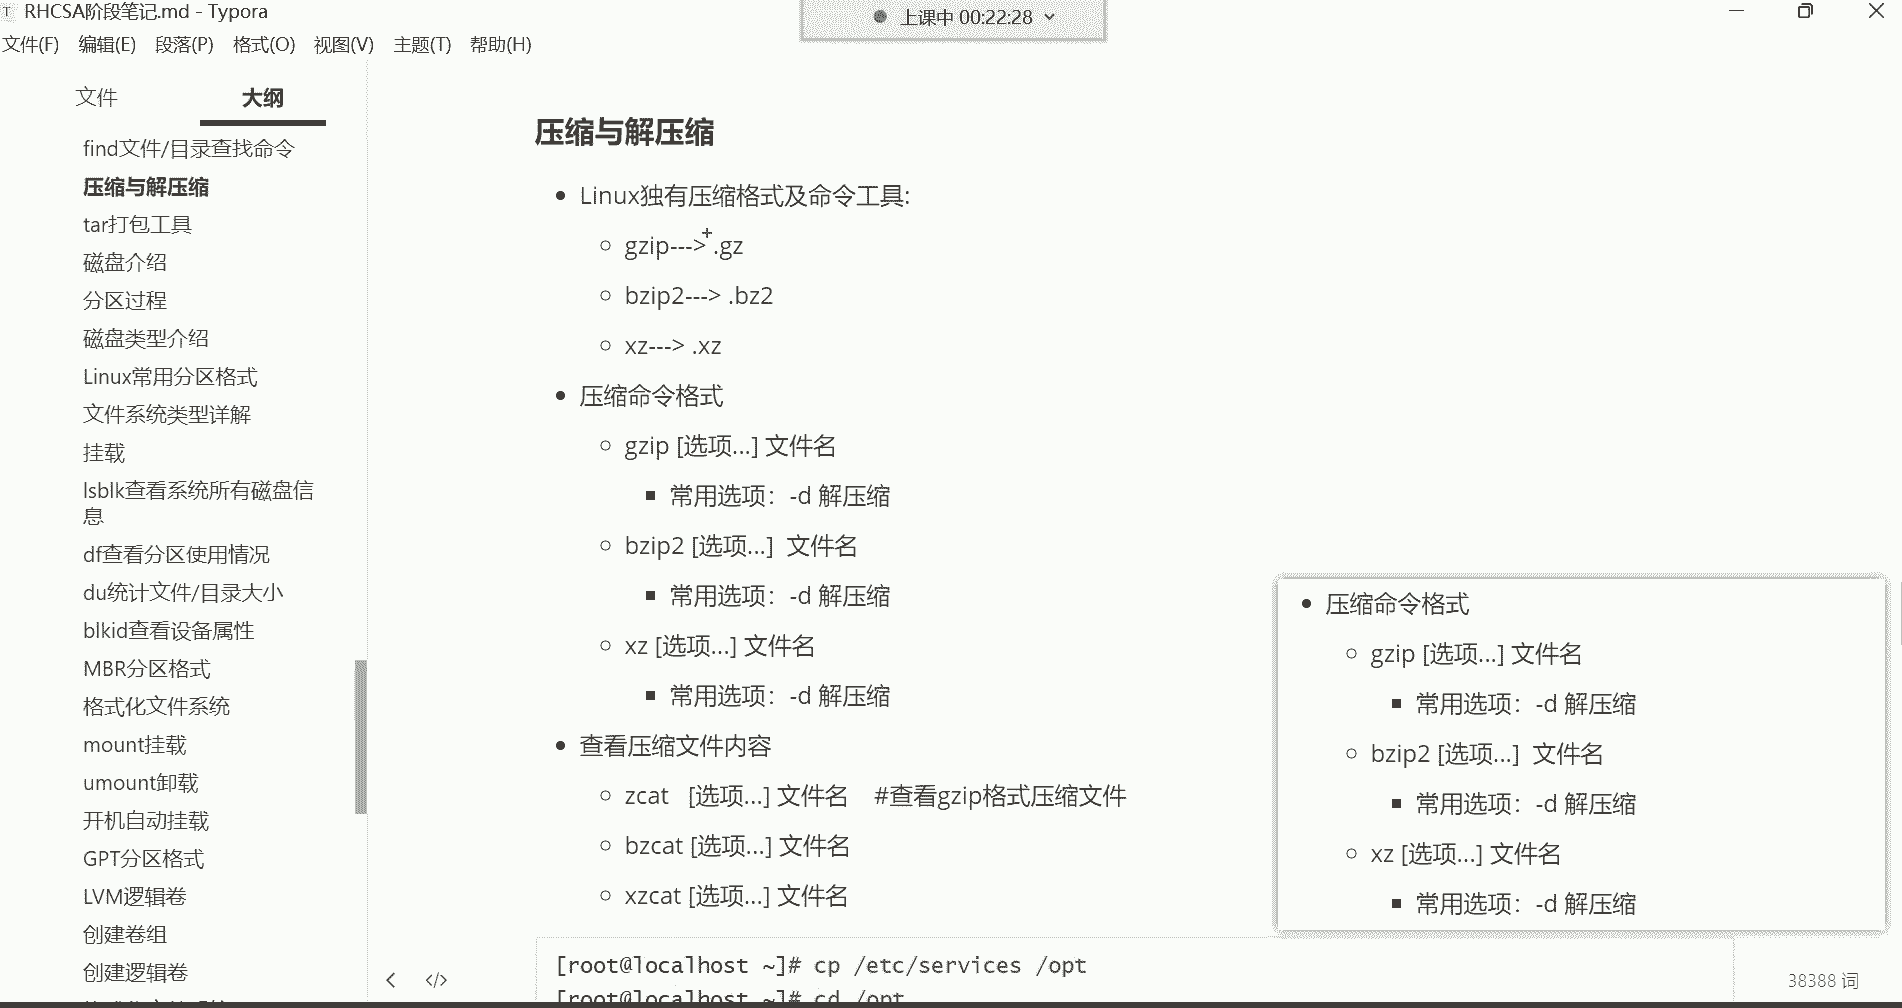 RHCSA阶段笔记.md - Typora
上课中 00:22:28
文件(F) 编辑(E) 段落(P) 格式(O) 视图(V) 主题(T) 帮助(H)
文件 大纲
find文件/目录查找命令
压缩与解压缩
tar打包工具
磁盘介绍
分区过程
磁盘类型介绍
Linux常用分区格式
文件系统类型详解
挂载
lsblk查看系统所有磁盘信
息
df查看分区使用情况
du统计文件/目录大小
blkid查看设备属性
MBR分区格式
格式化文件系统
mount挂载
umount卸载
开机自动挂载
GPT分区格式
LVM逻辑卷
创建卷组
创建逻辑卷
压缩与解压缩
Linux独有压缩格式及命令工具:
gzip---> .gz
bzip2---> .bz2
xz---> .xz
压缩命令格式
gzip [选项...] 文件名
常用选项：-d 解压缩
bzip2 [选项...] 文件名
常用选项：-d 解压缩
xz [选项...] 文件名
常用选项：-d 解压缩
查看压缩文件内容
zcat [选项...] 文件名 #查看gzip格式压缩文件
bzcat [选项...] 文件名
xzcat [选项...] 文件名
[root@localhost ~]# cp /etc/services /opt
[root@localhost ~]# cd /opt
压缩命令格式
gzip [选项...] 文件名
常用选项：-d 解压缩
bzip2 [选项...] 文件名
常用选项：-d 解压缩
xz [选项...] 文件名
常用选项：-d 解压缩
38388 词